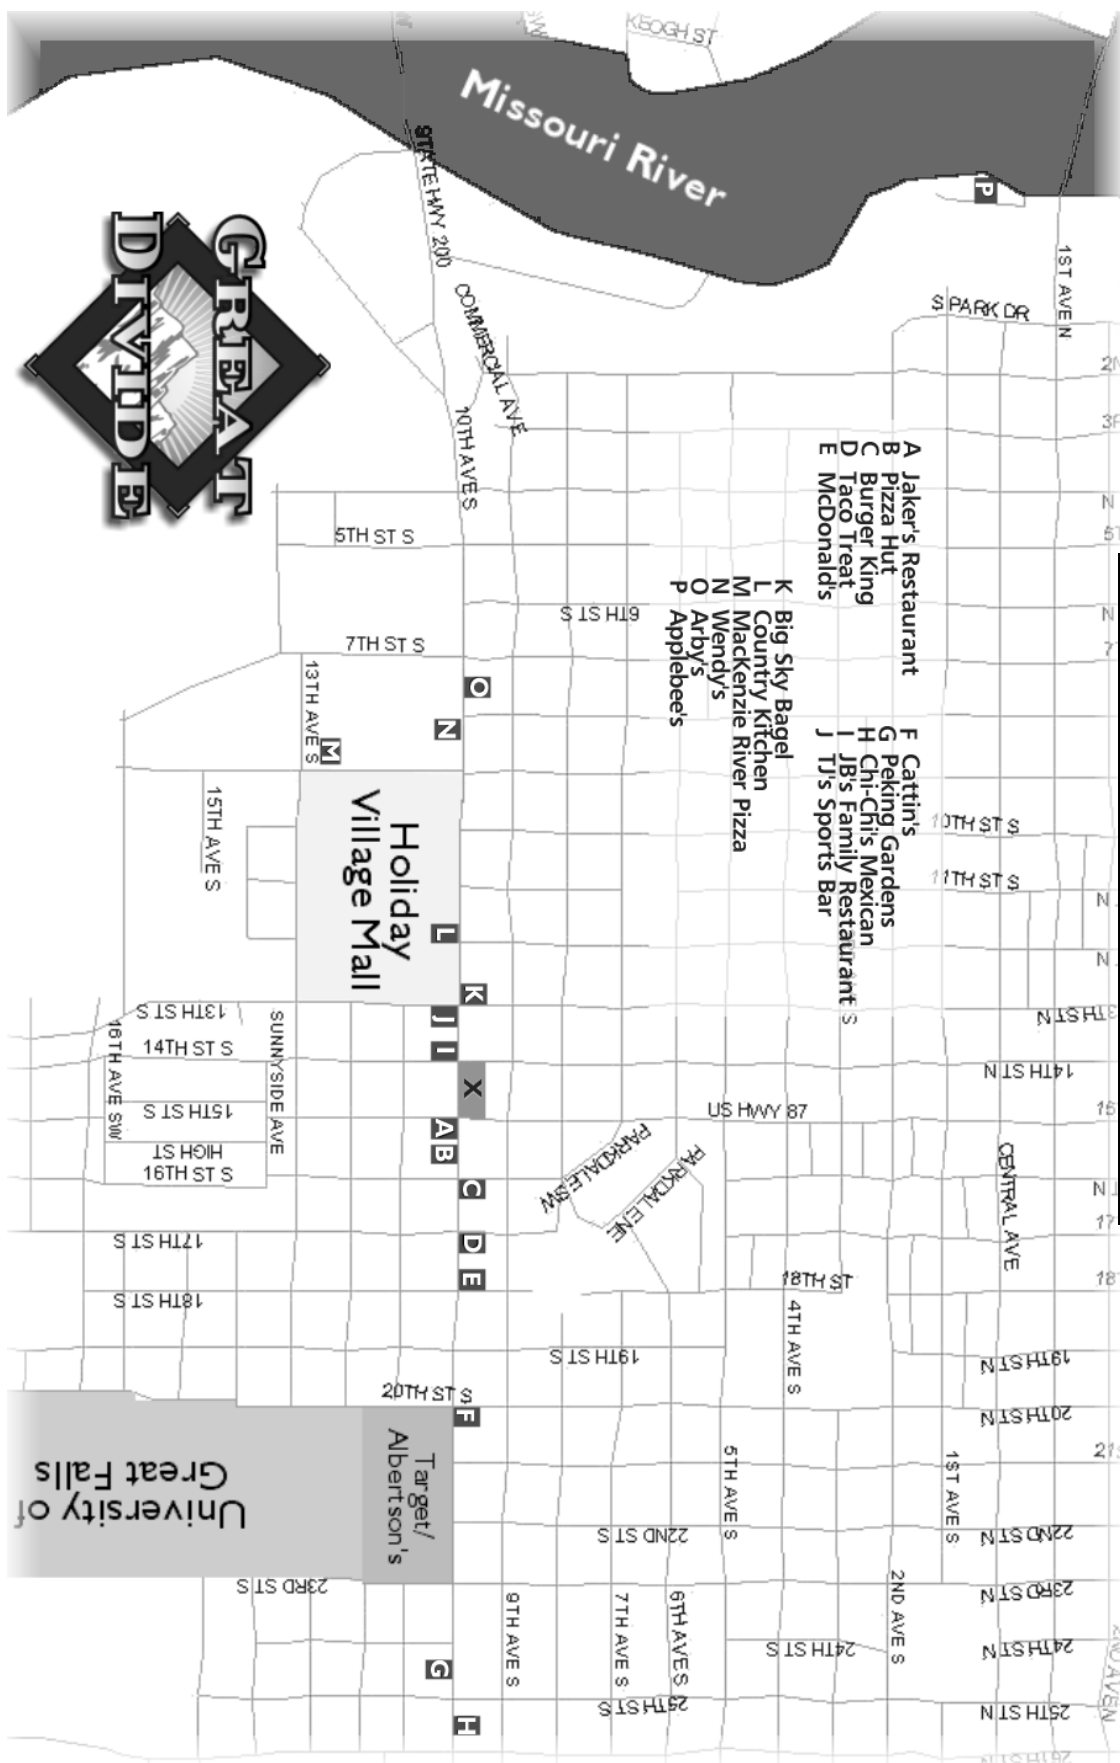 KEOGH ST
Missouri River
P
STATE HWY 200
1ST AVE N
COMMERCIAL AVE
S PARK DR
GREAT
DIVIDE
10TH AVE S
A Jaker's Restaurant
B Pizza Hut
C Burger King
D Taco Treat
E McDonald's
F Cattin's
G Peking Gardens
H Chi-Chi's Mexican
I JB's Family Restaurant
J TJ's Sports Bar
K Big Sky Bagel
L Country Kitchen
M MacKenzie River Pizza
N Wendy's
O Arby's
P Applebee's
5TH ST S
6TH ST S
7TH ST S
13TH AVE S
O
N
M
15TH AVE S
Holiday
Village Mall
10TH ST S
11TH ST S
L
K
J
I
X
A
B
C
D
E
13TH ST S
14TH ST S
16TH AVE SW
SUNNYSIDE AVE
15TH ST S
HIGH ST
16TH ST S
17TH ST S
18TH ST S
US HWY 87
PARKDALE SW
PARKDALE NE
14TH ST N
CENTRAL AVE
18TH ST
4TH AVE S
19TH ST S
19TH ST N
20TH ST S
20TH ST N
F
Target/
Albertson's
University of
Great Falls
5TH AVE S
1ST AVE S
22ND ST S
22ND ST N
23RD ST S
23RD ST N
9TH AVE S
7TH AVE S
6TH AVE S
2ND AVE S
24TH ST S
24TH ST N
G
25TH ST S
25TH ST N
H